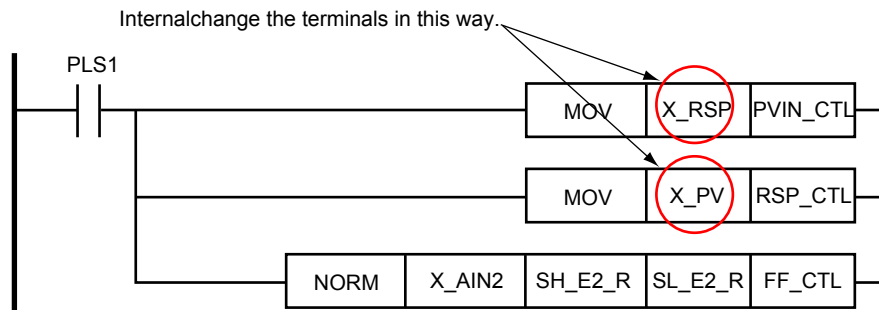 Internalchange the terminals in this way.
PLS1
MOV X_RSP PVIN_CTL
MOV X_PV RSP_CTL
NORM X_AIN2 SH_E2_R SL_E2_R FF_CTL